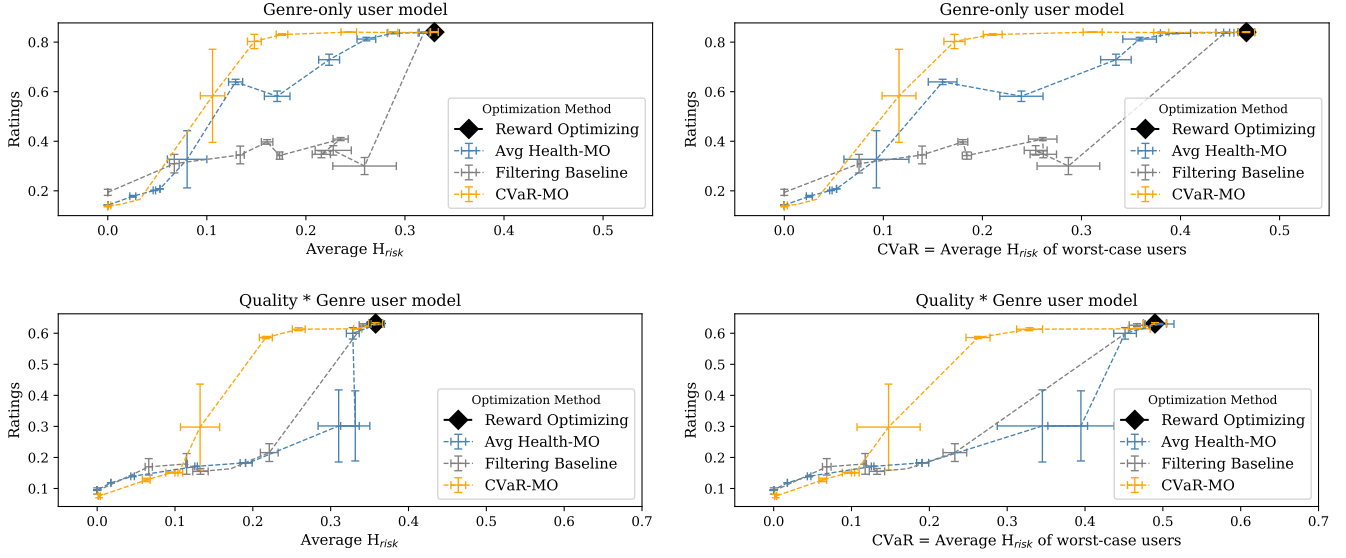 Genre-only user model
Ratings
0.8
0.6
0.4
0.2
0.0 0.1 0.2 0.3 0.4 0.5
Average H_risk
Optimization Method
Reward Optimizing
Avg Health-MO
Filtering Baseline
CVaR-MO
Genre-only user model
Ratings
0.8
0.6
0.4
0.2
0.0 0.1 0.2 0.3 0.4 0.5
CVaR = Average H_risk of worst-case users
Optimization Method
Reward Optimizing
Avg Health-MO
Filtering Baseline
CVaR-MO
Quality * Genre user model
Ratings
0.6
0.5
0.4
0.3
0.2
0.1
0.0 0.1 0.2 0.3 0.4 0.5 0.6 0.7
Average H_risk
Optimization Method
Reward Optimizing
Avg Health-MO
Filtering Baseline
CVaR-MO
Quality * Genre user model
Ratings
0.6
0.5
0.4
0.3
0.2
0.1
0.0 0.1 0.2 0.3 0.4 0.5 0.6 0.7
CVaR = Average H_risk of worst-case users
Optimization Method
Reward Optimizing
Avg Health-MO
Filtering Baseline
CVaR-MO